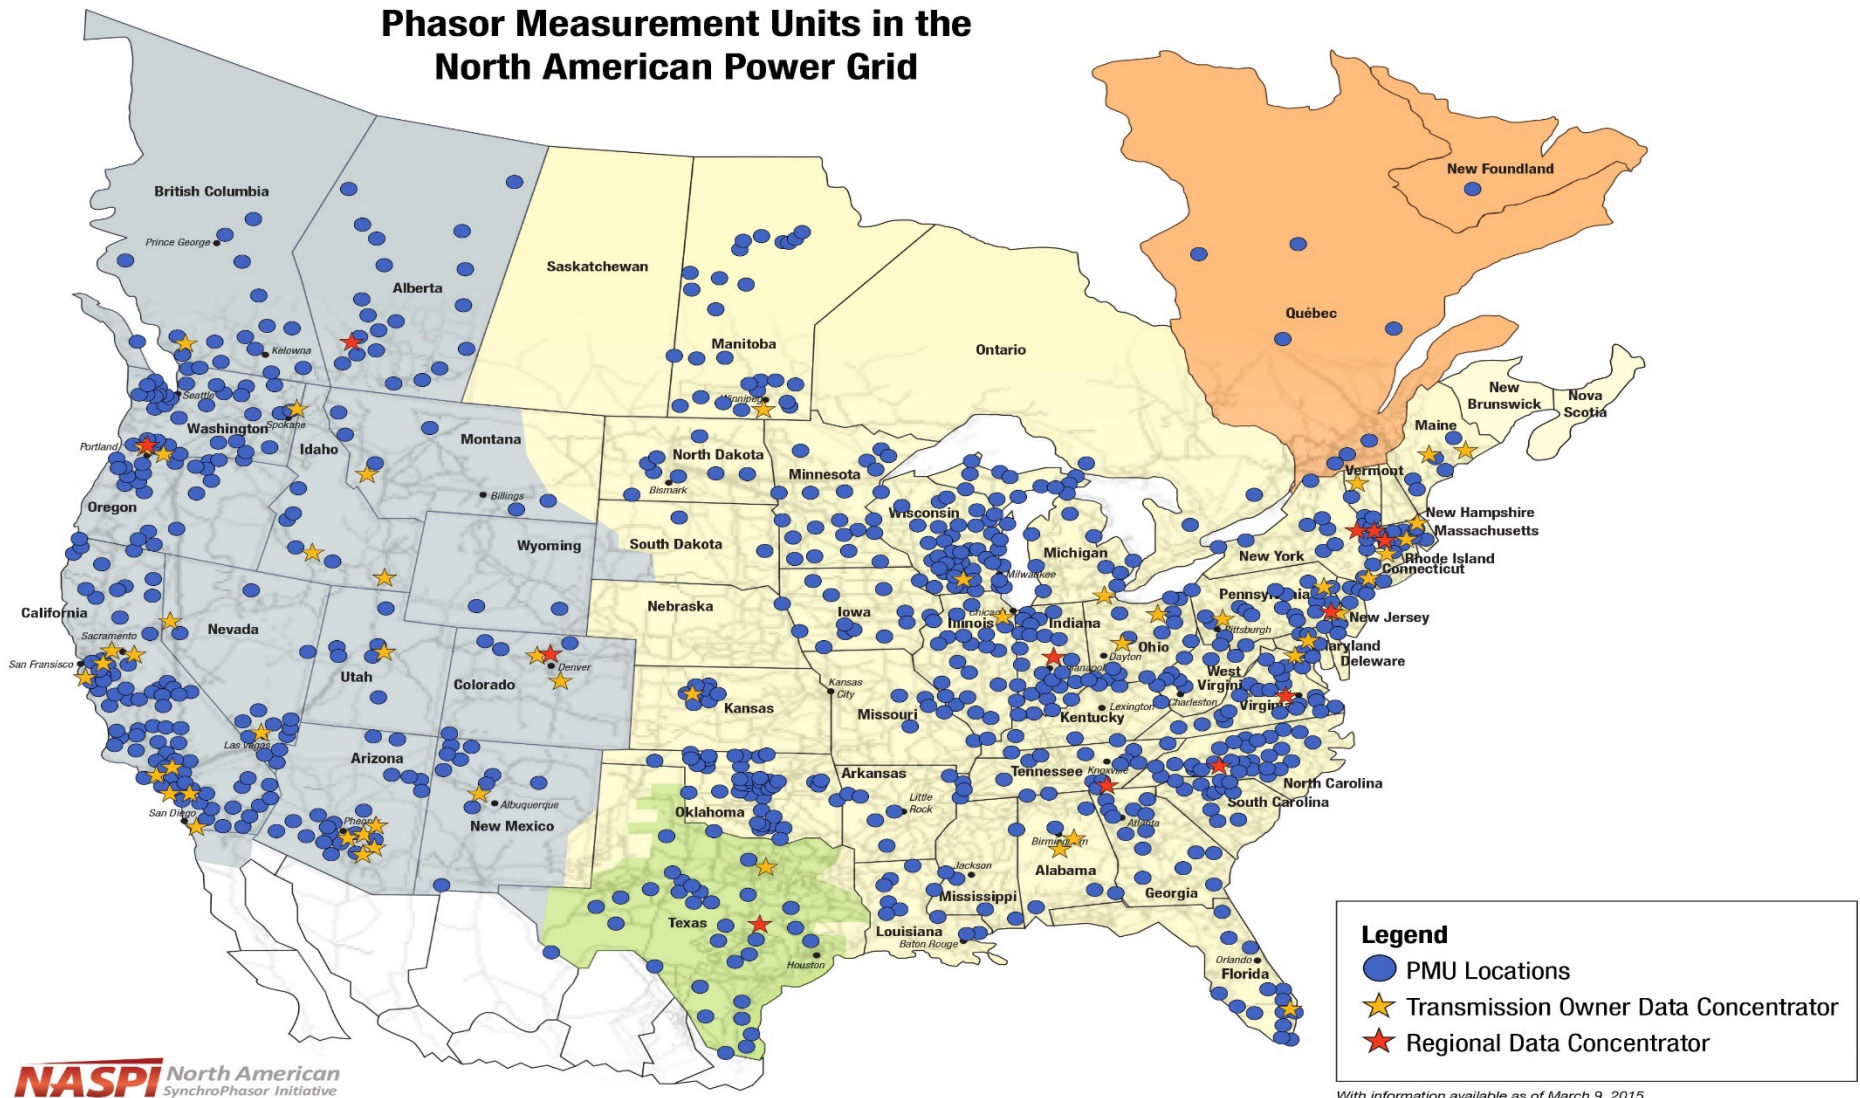 Phasor Measurement Units in the
North American Power Grid
British Columbia
Prince George
Alberta
Kelowna
Saskatchewan
Manitoba
Winnipeg
Ontario
Québec
New Foundland
New
Brunswick
Nova
Scotia
Maine
Vermont
New Hampshire
Massachusetts
Rhode Island
Connecticut
New York
Seattle
Washington
Spokane
Portland
Idaho
Montana
Billings
Oregon
Wyoming
North Dakota
Bismark
South Dakota
Minnesota
Wisconsin
Milwaukee
Michigan
California
Sacramento
San Fransisco
Nevada
Utah
Colorado
Denver
Nebraska
Iowa
Chicago
Illinois
Indiana
Ohio
Dayton
Pittsburgh
New Jersey
Deleware
West
Charleston
Kansas
Kansas
City
Missouri
Kentucky
Lexington
Las Vegas
Arizona
Albuquerque
New Mexico
San Diego
Oklahoma
Arkansas
Little
Rock
Tennessee
Knoxville
North Carolina
South Carolina
Atlanta
Alabama
Georgia
Jackson
Mississippi
Louisiana
Baton Rouge
Texas
Houston
Orlando
Florida
Legend
PMU Locations
Transmission Owner Data Concentrator
Regional Data Concentrator
With information available as of March 9, 2015
NASPI North American
SynchroPhasor Initiative